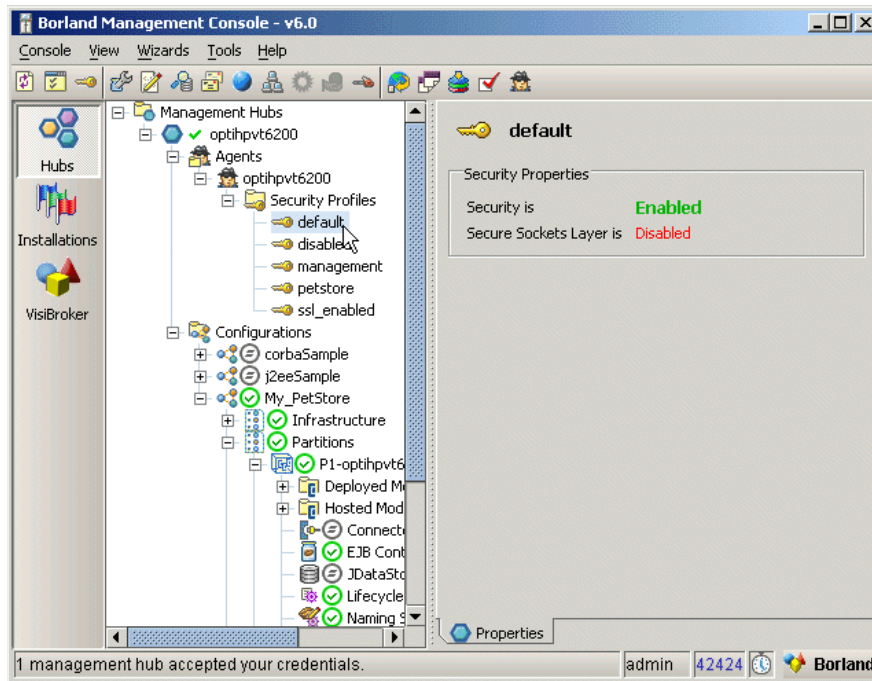 Borland Management Console - v6.0
Console View Wizards Tools Help
Hubs
Installations
VisiBroker
Management Hubs
optihpvt6200
Agents
optihpvt6200
Security Profiles
default
disabled
management
petstore
ssl_enabled
Configurations
corbaSample
j2eeSample
My_PetStore
Infrastructure
Partitions
P1-optihpvt6
Deployed M
Hosted Mod
Connect
EJB Cont
JDataSto
Lifecycle
Naming S
default
Security Properties
Security is Enabled
Secure Sockets Layer is Disabled
Properties
1 management hub accepted your credentials.
admin
42424
Borland